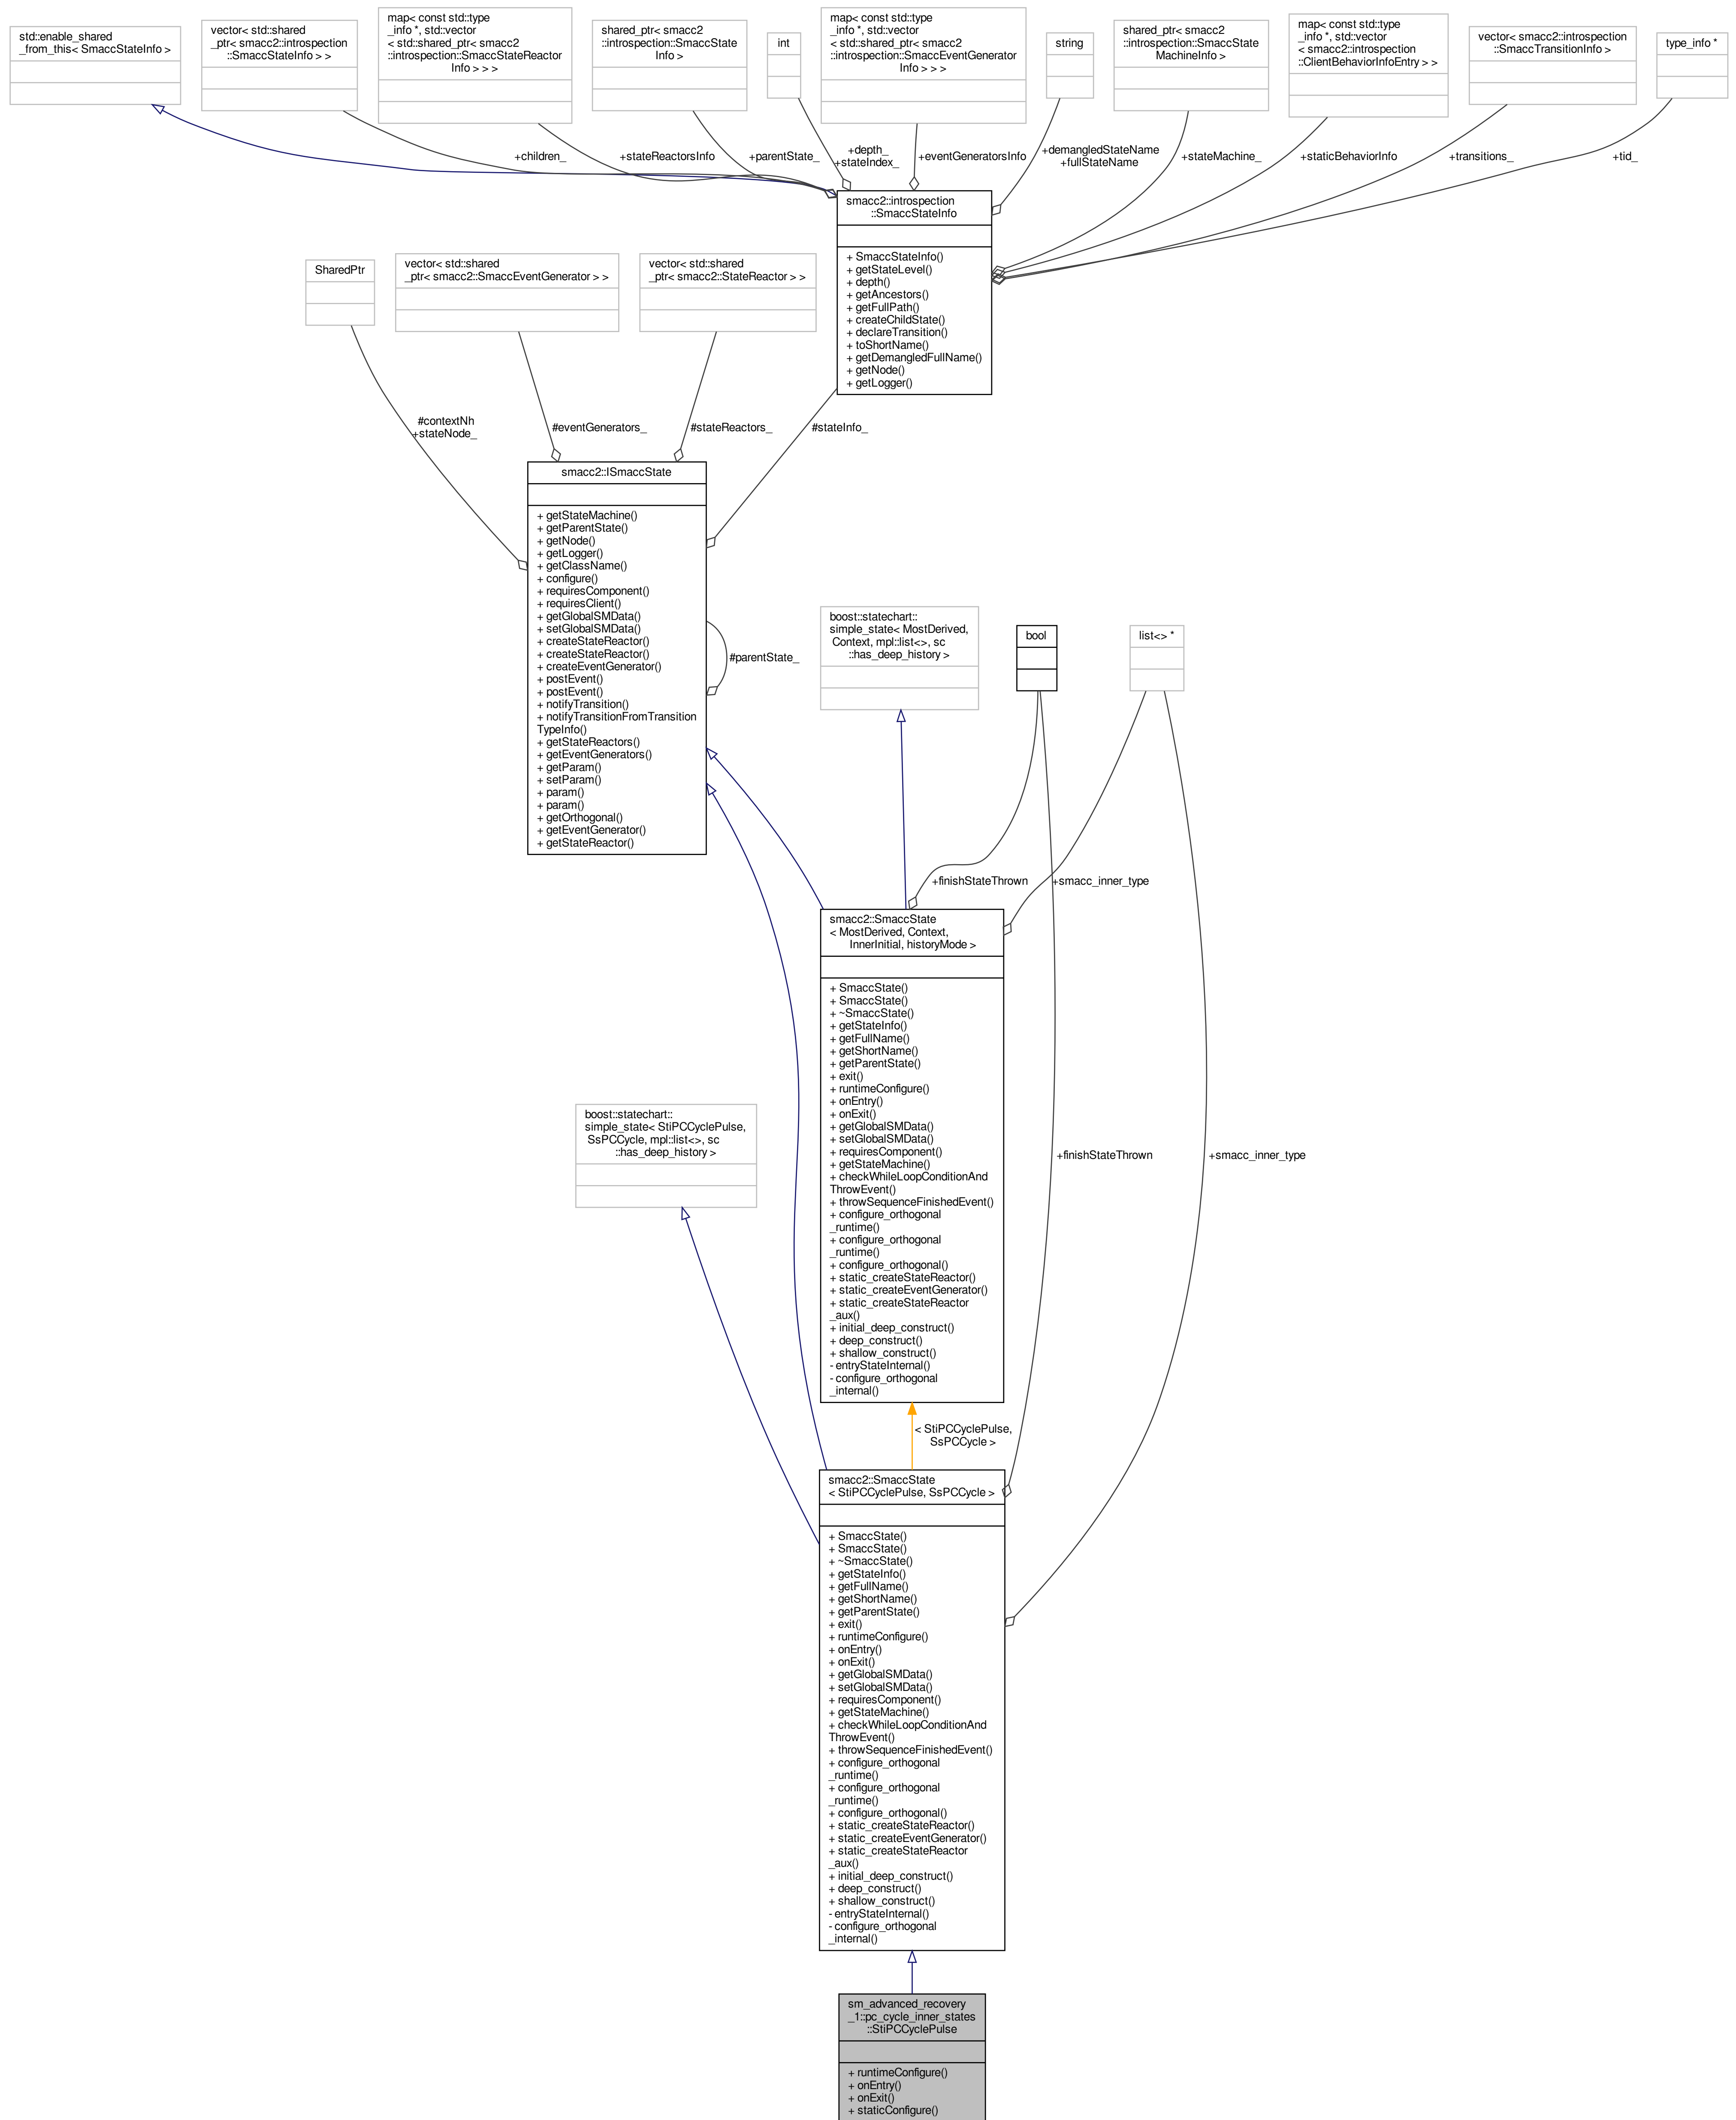 std::enable_shared
_from_this< SmaccStateInfo >
vector< std::shared
_ptr< smacc2::introspection
::SmaccStateInfo > >
map< const std::type
_info *, std::vector
< std::shared_ptr< smacc2
::introspection::SmaccStateReactor
Info > > >
shared_ptr< smacc2
::introspection::SmaccState
Info >
int
map< const std::type
_info *, std::vector
< std::shared_ptr< smacc2
::introspection::SmaccEventGenerator
Info > > >
string
shared_ptr< smacc2
::introspection::SmaccState
MachineInfo >
map< const std::type
_info *, std::vector
< smacc2::introspection
::ClientBehaviorInfoEntry > >
vector< smacc2::introspection
::SmaccTransitionInfo >
type_info *
+children_
+stateReactorsInfo
+parentState_
+depth_
+stateIndex_
+eventGeneratorsInfo
+demangledStateName
+fullStateName
+stateMachine_
+staticBehaviorInfo
+transitions_
+tid_
smacc2::introspection
::SmaccStateInfo
+ SmaccStateInfo()
+ getStateLevel()
+ depth()
+ getAncestors()
+ getFullPath()
+ createChildState()
+ declareTransition()
+ toShortName()
+ getDemangledFullName()
+ getNode()
+ getLogger()
SharedPtr
vector< std::shared
_ptr< smacc2::SmaccEventGenerator > >
vector< std::shared
_ptr< smacc2::StateReactor > >
#contextNh
+stateNode_
#eventGenerators_
#stateReactors_
#stateInfo_
smacc2::ISmaccState
+ getStateMachine()
+ getParentState()
+ getNode()
+ getLogger()
+ getClassName()
+ configure()
+ requiresComponent()
+ requiresClient()
+ getGlobalSMData()
+ setGlobalSMData()
+ createStateReactor()
+ createStateReactor()
+ createEventGenerator()
+ postEvent()
+ postEvent()
+ notifyTransition()
+ notifyTransitionFromTransition
TypeInfo()
+ getStateReactors()
+ getEventGenerators()
+ getParam()
+ setParam()
+ param()
+ param()
+ getOrthogonal()
+ getEventGenerator()
+ getStateReactor()
#parentState_
boost::statechart::
simple_state< MostDerived,
Context, mpl::list<>, sc
::has_deep_history >
bool
list<> *
+finishStateThrown
+smacc_inner_type
smacc2::SmaccState
< MostDerived, Context,
InnerInitial, historyMode >
+ SmaccState()
+ SmaccState()
+ ~SmaccState()
+ getStateInfo()
+ getFullName()
+ getShortName()
+ getParentState()
+ exit()
+ runtimeConfigure()
+ onEntry()
+ onExit()
+ getGlobalSMData()
+ setGlobalSMData()
+ requiresComponent()
+ getStateMachine()
+ checkWhileLoopConditionAnd
ThrowEvent()
+ throwSequenceFinishedEvent()
+ configure_orthogonal
_runtime()
+ configure_orthogonal
_runtime()
+ configure_orthogonal()
+ static_createStateReactor()
+ static_createEventGenerator()
+ static_createStateReactor
_aux()
+ initial_deep_construct()
+ deep_construct()
+ shallow_construct()
- entryStateInternal()
- configure_orthogonal
_internal()
boost::statechart::
simple_state< StiPCCyclePulse,
SsPCCycle, mpl::list<>, sc
::has_deep_history >
+finishStateThrown
+smacc_inner_type
< StiPCCyclePulse,
SsPCCycle >
smacc2::SmaccState
< StiPCCyclePulse, SsPCCycle >
+ SmaccState()
+ SmaccState()
+ ~SmaccState()
+ getStateInfo()
+ getFullName()
+ getShortName()
+ getParentState()
+ exit()
+ runtimeConfigure()
+ onEntry()
+ onExit()
+ getGlobalSMData()
+ setGlobalSMData()
+ requiresComponent()
+ getStateMachine()
+ checkWhileLoopConditionAnd
ThrowEvent()
+ throwSequenceFinishedEvent()
+ configure_orthogonal
_runtime()
+ configure_orthogonal
_runtime()
+ configure_orthogonal()
+ static_createStateReactor()
+ static_createEventGenerator()
+ static_createStateReactor
_aux()
+ initial_deep_construct()
+ deep_construct()
+ shallow_construct()
- entryStateInternal()
- configure_orthogonal
_internal()
sm_advanced_recovery
_1::pc_cycle_inner_states
::StiPCCyclePulse
+ runtimeConfigure()
+ onEntry()
+ onExit()
+ staticConfigure()